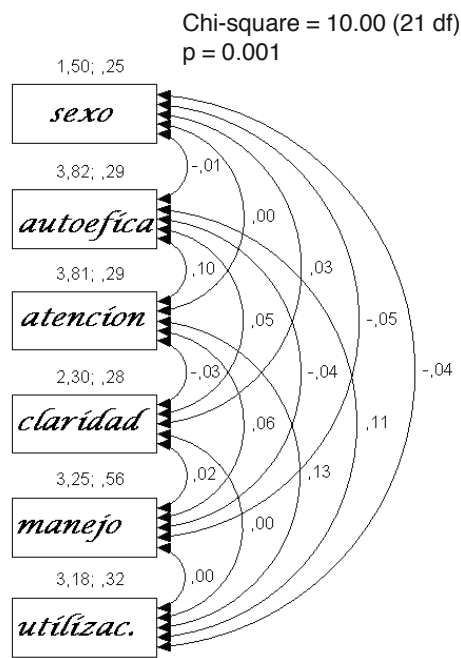 Chi-square = 10.00 (21 df)
p = 0.001
1,50; ,25
sexo
-,01
3,82; ,29
,00
autoefica
3,81; ,29
,10
,03
atencion
,05
-,05
2,30; ,28
-,03
-,04
-,04
claridad
,06
,11
3,25; ,56
,02
,13
manejo
,00
3,18; ,32
,00
utilizac.